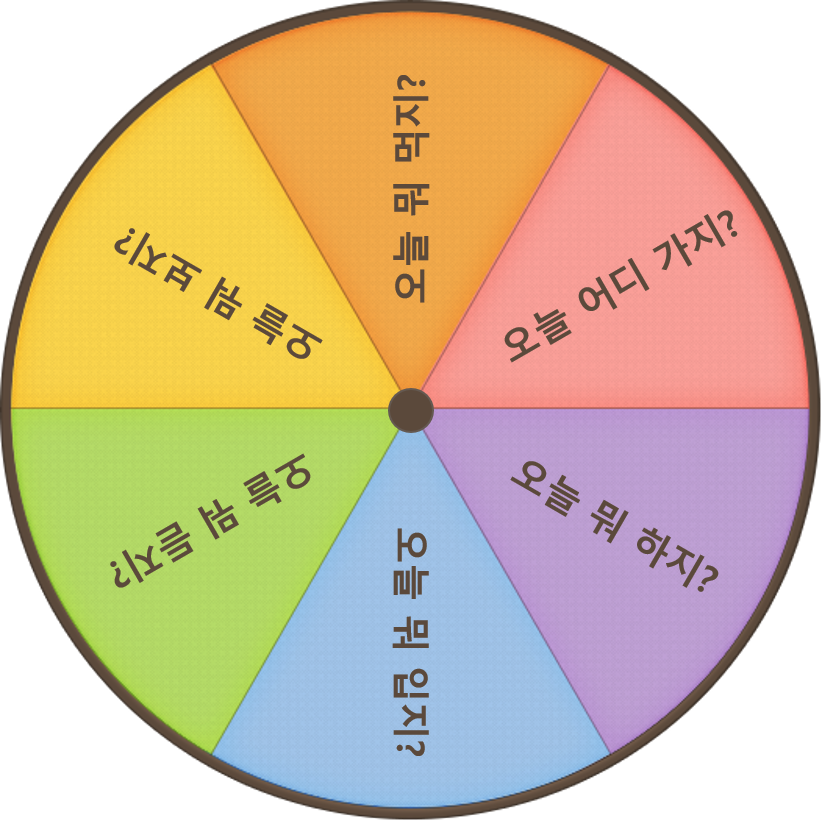 오늘 뭐 먹지?
오늘 어디 가지?
오늘 뭐 하지?
오늘 뭐 입지?
오늘 뭐 듣지?
오늘 뭐 보지?